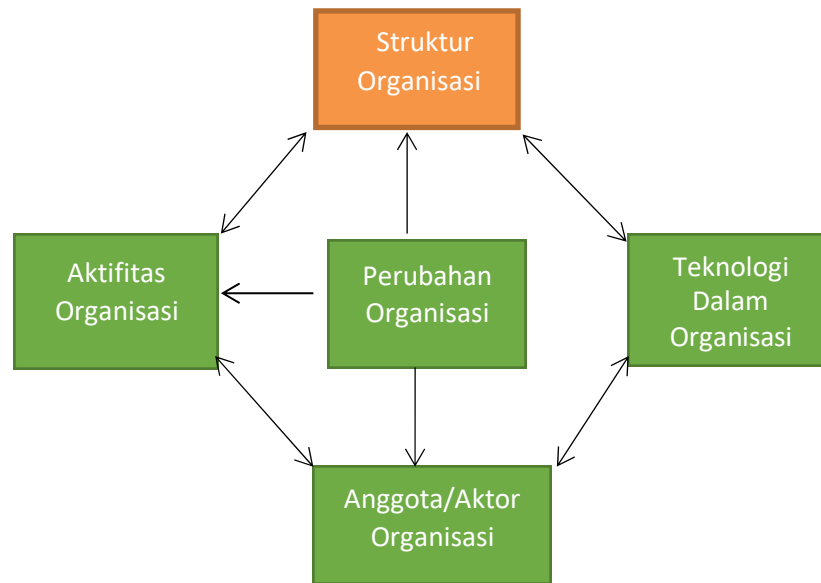 Struktur
Organisasi
Aktifitas
Organisasi
Perubahan
Organisasi
Teknologi
Dalam
Organisasi
Anggota/Aktor
Organisasi